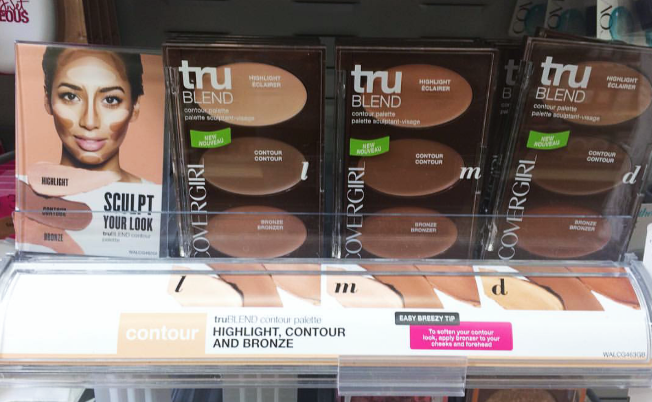 EOUS
HIGHLIGHT
CONTOUR
BRONZE
SCULPT
YOUR LOOK
truBLEND contour
palette
tru
BLEND
contour palette
palette sculptant-visage
HIGHLIGHT
ÉCLAIRER
NEW
NOUVEAU
CONTOUR
CONTOUR
l
BRONZE
BRONZER
COVERGIRL
tru
BLEND
contour palette
palette sculptant-visage
HIGHLIGHT
ÉCLAIRER
NEW
NOUVEAU
CONTOUR
CONTOUR
m
BRONZE
BRONZER
COVERGIRL
tru
BLEND
contour palette
palette sculptant-visage
HIGHLIGHT
ÉCLAIRER
NEW
NOUVEAU
CONTOUR
CONTOUR
d
BRONZE
BRONZER
COVERGIRL
l
m
d
contour
truBLEND contour palette
HIGHLIGHT, CONTOUR
AND BRONZE
EASY BREEZY TIP
To soften your contour
look, apply bronzer to your
cheeks and forehead